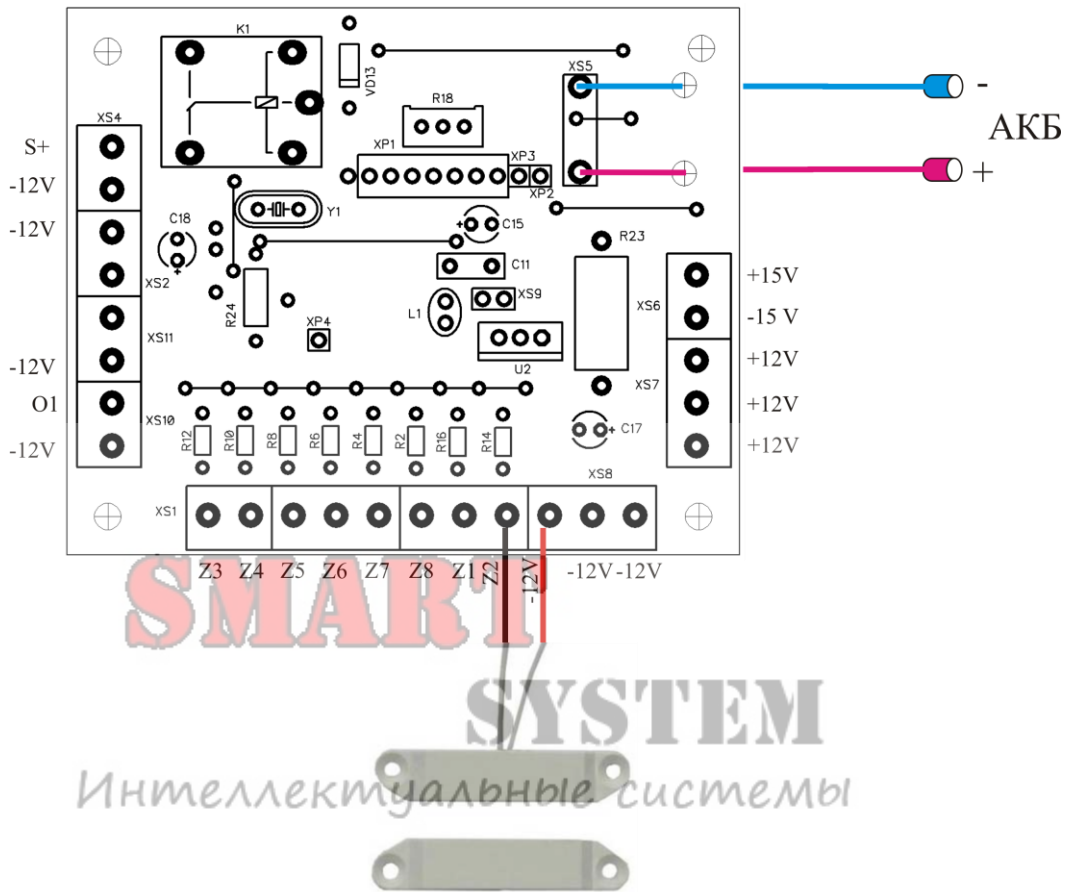 K1
VD13
XS5
-
АКБ
+
R18
XS4
S+
-12V
-12V
XP1
XP3
XP2
Y1
C18
+
+
C15
R23
C11
XS2
R24
XS9
L1
XP4
U2
XS6
+15V
-15 V
XS11
-12V
O1
XS10
-12V
XS7
+12V
+12V
+12V
R12
R10
R8
R6
R4
R2
R16
R14
+ C17
XS8
XS1
Z3 Z4 Z5 Z6 Z7 Z8 Z1 Z2 -12V -12V -12V
SMART
SYSTEM
Интеллектуальные системы